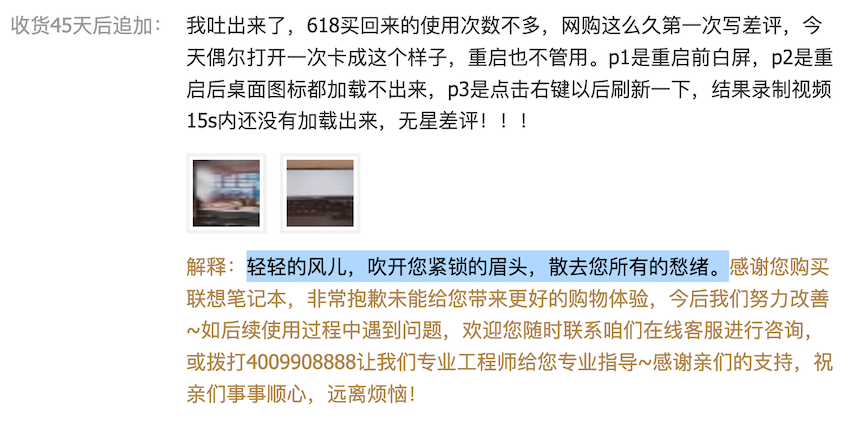 收货45天后追加：
我吐出来了，618买回来的使用次数不多，网购这么久第一次写差评，今
天偶尔打开一次卡成这个样子，重启也不管用。p1是重启前白屏，p2是重
启后桌面图标都加载不出来，p3是点击右键以后刷新一下，结果录制视频
15s内还没有加载出来，无星差评！！！
解释：轻轻的风儿，吹开您紧锁的眉头，散去您所有的愁绪。感谢您购买
联想笔记本，非常抱歉未能给您带来更好的购物体验，今后我们努力改善
~如后续使用过程中遇到问题，欢迎您随时联系咱们在线客服进行咨询，
或拨打4009908888让我们专业工程师给您专业指导~感谢亲们的支持，祝
亲们事事顺心，远离烦恼！